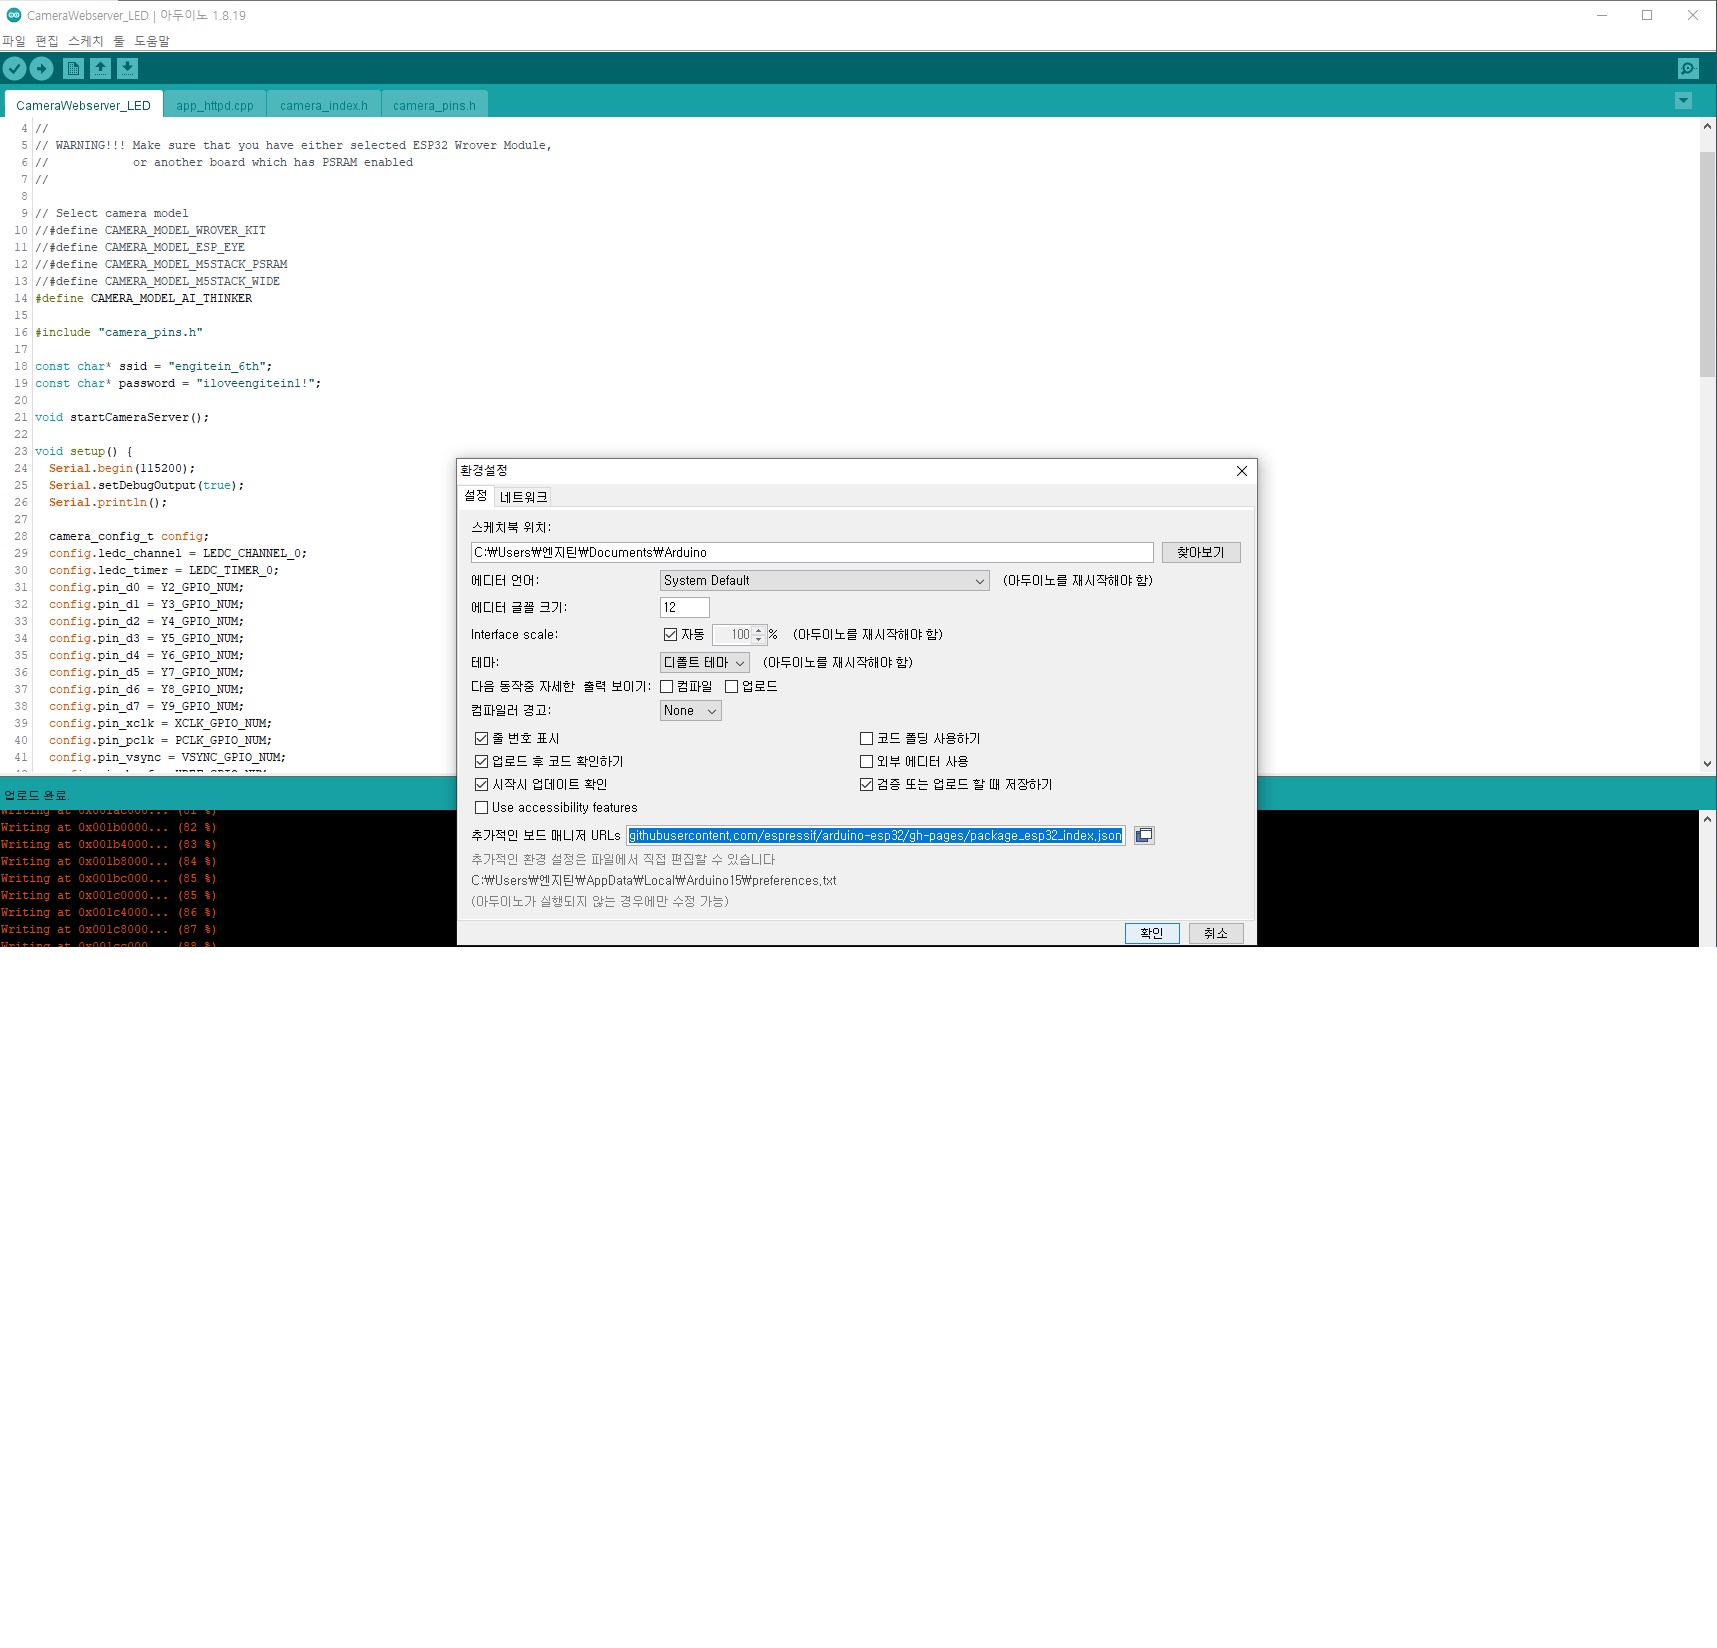 CameraWebserver_LED | 아두이노 1.8.19
파일 편집 스케치 툴 도움말
CameraWebserver_LED app_httpd.cpp camera_index.h camera_pins.h
4 //
5 // WARNING!!! Make sure that you have either selected ESP32 Wrover Module,
6 // or another board which has PSRAM enabled
7 //
8
9 // Select camera model
10 //#define CAMERA_MODEL_WROVER_KIT
11 //#define CAMERA_MODEL_ESP_EYE
12 //#define CAMERA_MODEL_M5STACK_PSRAM
13 //#define CAMERA_MODEL_M5STACK_WIDE
14 #define CAMERA_MODEL_AI_THINKER
15
16 #include "camera_pins.h"
17
18 const char* ssid = "engitein_6th";
19 const char* password = "iloveengitein1!";
20
21 void startCameraServer();
22
23 void setup() {
24 Serial.begin(115200);
25 Serial.setDebugOutput(true);
26 Serial.println();
27
28 camera_config_t config;
29 config.ledc_channel = LEDC_CHANNEL_0;
30 config.ledc_timer = LEDC_TIMER_0;
31 config.pin_d0 = Y2_GPIO_NUM;
32 config.pin_d1 = Y3_GPIO_NUM;
33 config.pin_d2 = Y4_GPIO_NUM;
34 config.pin_d3 = Y5_GPIO_NUM;
35 config.pin_d4 = Y6_GPIO_NUM;
36 config.pin_d5 = Y7_GPIO_NUM;
37 config.pin_d6 = Y8_GPIO_NUM;
38 config.pin_d7 = Y9_GPIO_NUM;
39 config.pin_xclk = XCLK_GPIO_NUM;
40 config.pin_pclk = PCLK_GPIO_NUM;
41 config.pin_vsync = VSYNC_GPIO_NUM;
업로드 완료.
Writing at 0x001ac000... (81 %)
Writing at 0x001b0000... (82 %)
Writing at 0x001b4000... (83 %)
Writing at 0x001b8000... (84 %)
Writing at 0x001bc000... (85 %)
Writing at 0x001c0000... (85 %)
Writing at 0x001c4000... (86 %)
Writing at 0x001c8000... (87 %)
Writing at 0x001cc000... (88 %)
환경설정
설정 네트워크
스케치북 위치:
C:₩Users₩엔지틴₩Documents₩Arduino 찾아보기
에디터 언어: System Default (아두이노를 재시작해야 함)
에디터 글꼴 크기: 12
Interface scale: 자동 100 % (아두이노를 재시작해야 함)
테마: 디폴트 테마 (아두이노를 재시작해야 함)
다음 동작중 자세한 출력 보이기: 컴파일 업로드
컴파일러 경고: None
줄 번호 표시 코드 폴딩 사용하기
업로드 후 코드 확인하기 외부 에디터 사용
시작시 업데이트 확인 검증 또는 업로드 할 때 저장하기
Use accessibility features
추가적인 보드 매니저 URLs githubusercontent.com/espressif/arduino-esp32/gh-pages/package_esp32_index.json
추가적인 환경 설정은 파일에서 직접 편집할 수 있습니다
C:₩Users₩엔지틴₩AppData₩Local₩Arduino15₩preferences.txt
(아두이노가 실행되지 않는 경우에만 수정 가능)
확인 취소